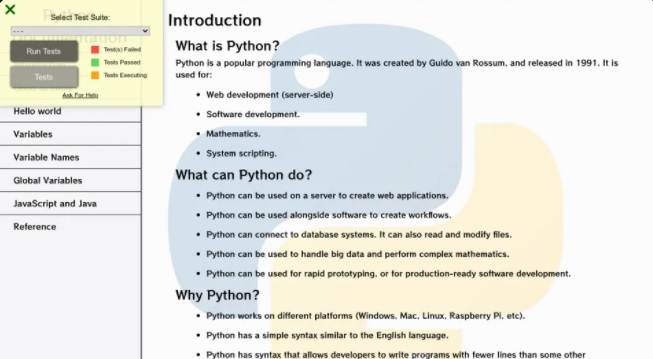 Python
Select Test Suite:
---
Documentation
Run Tests
Test(s) Failed
Tests Passed
Tests Executing
Tests
Ask For Help
Hello world
Variables
Variable Names
Global Variables
JavaScript and Java
Reference
Introduction
What is Python?
Python is a popular programming language. It was created by Guido van Rossum, and released in 1991. It is
used for:
• Web development (server-side)
• Software development.
• Mathematics.
• System scripting.
What can Python do?
• Python can be used on a server to create web applications.
• Python can be used alongside software to create workflows.
• Python can connect to database systems. It can also read and modify files.
• Python can be used to handle big data and perform complex mathematics.
• Python can be used for rapid prototyping, or for production-ready software development.
Why Python?
• Python works on different platforms (Windows, Mac, Linux, Raspberry Pi, etc).
• Python has a simple syntax similar to the English language.
• Python has syntax that allows developers to write programs with fewer lines than some other